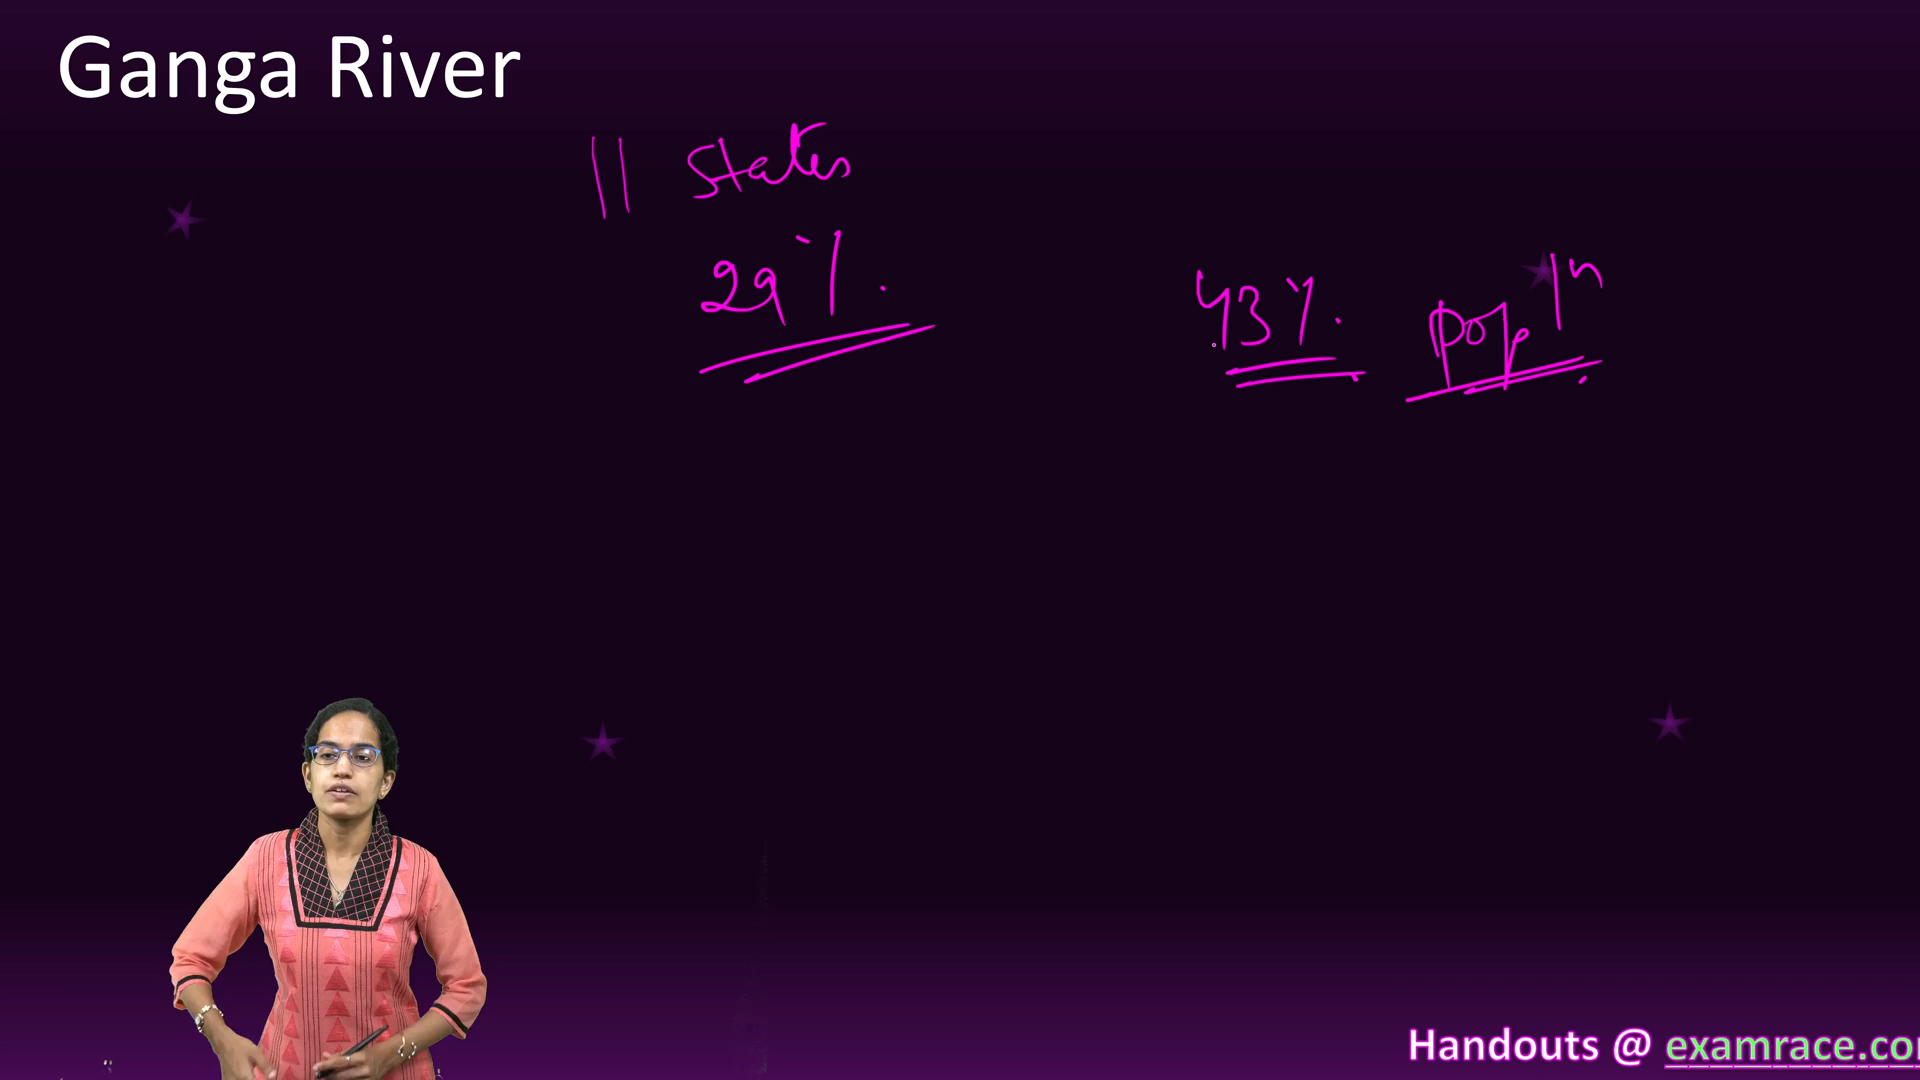 Ganga River
11 States
29%.
43%. popln
Handouts @ examrace.co